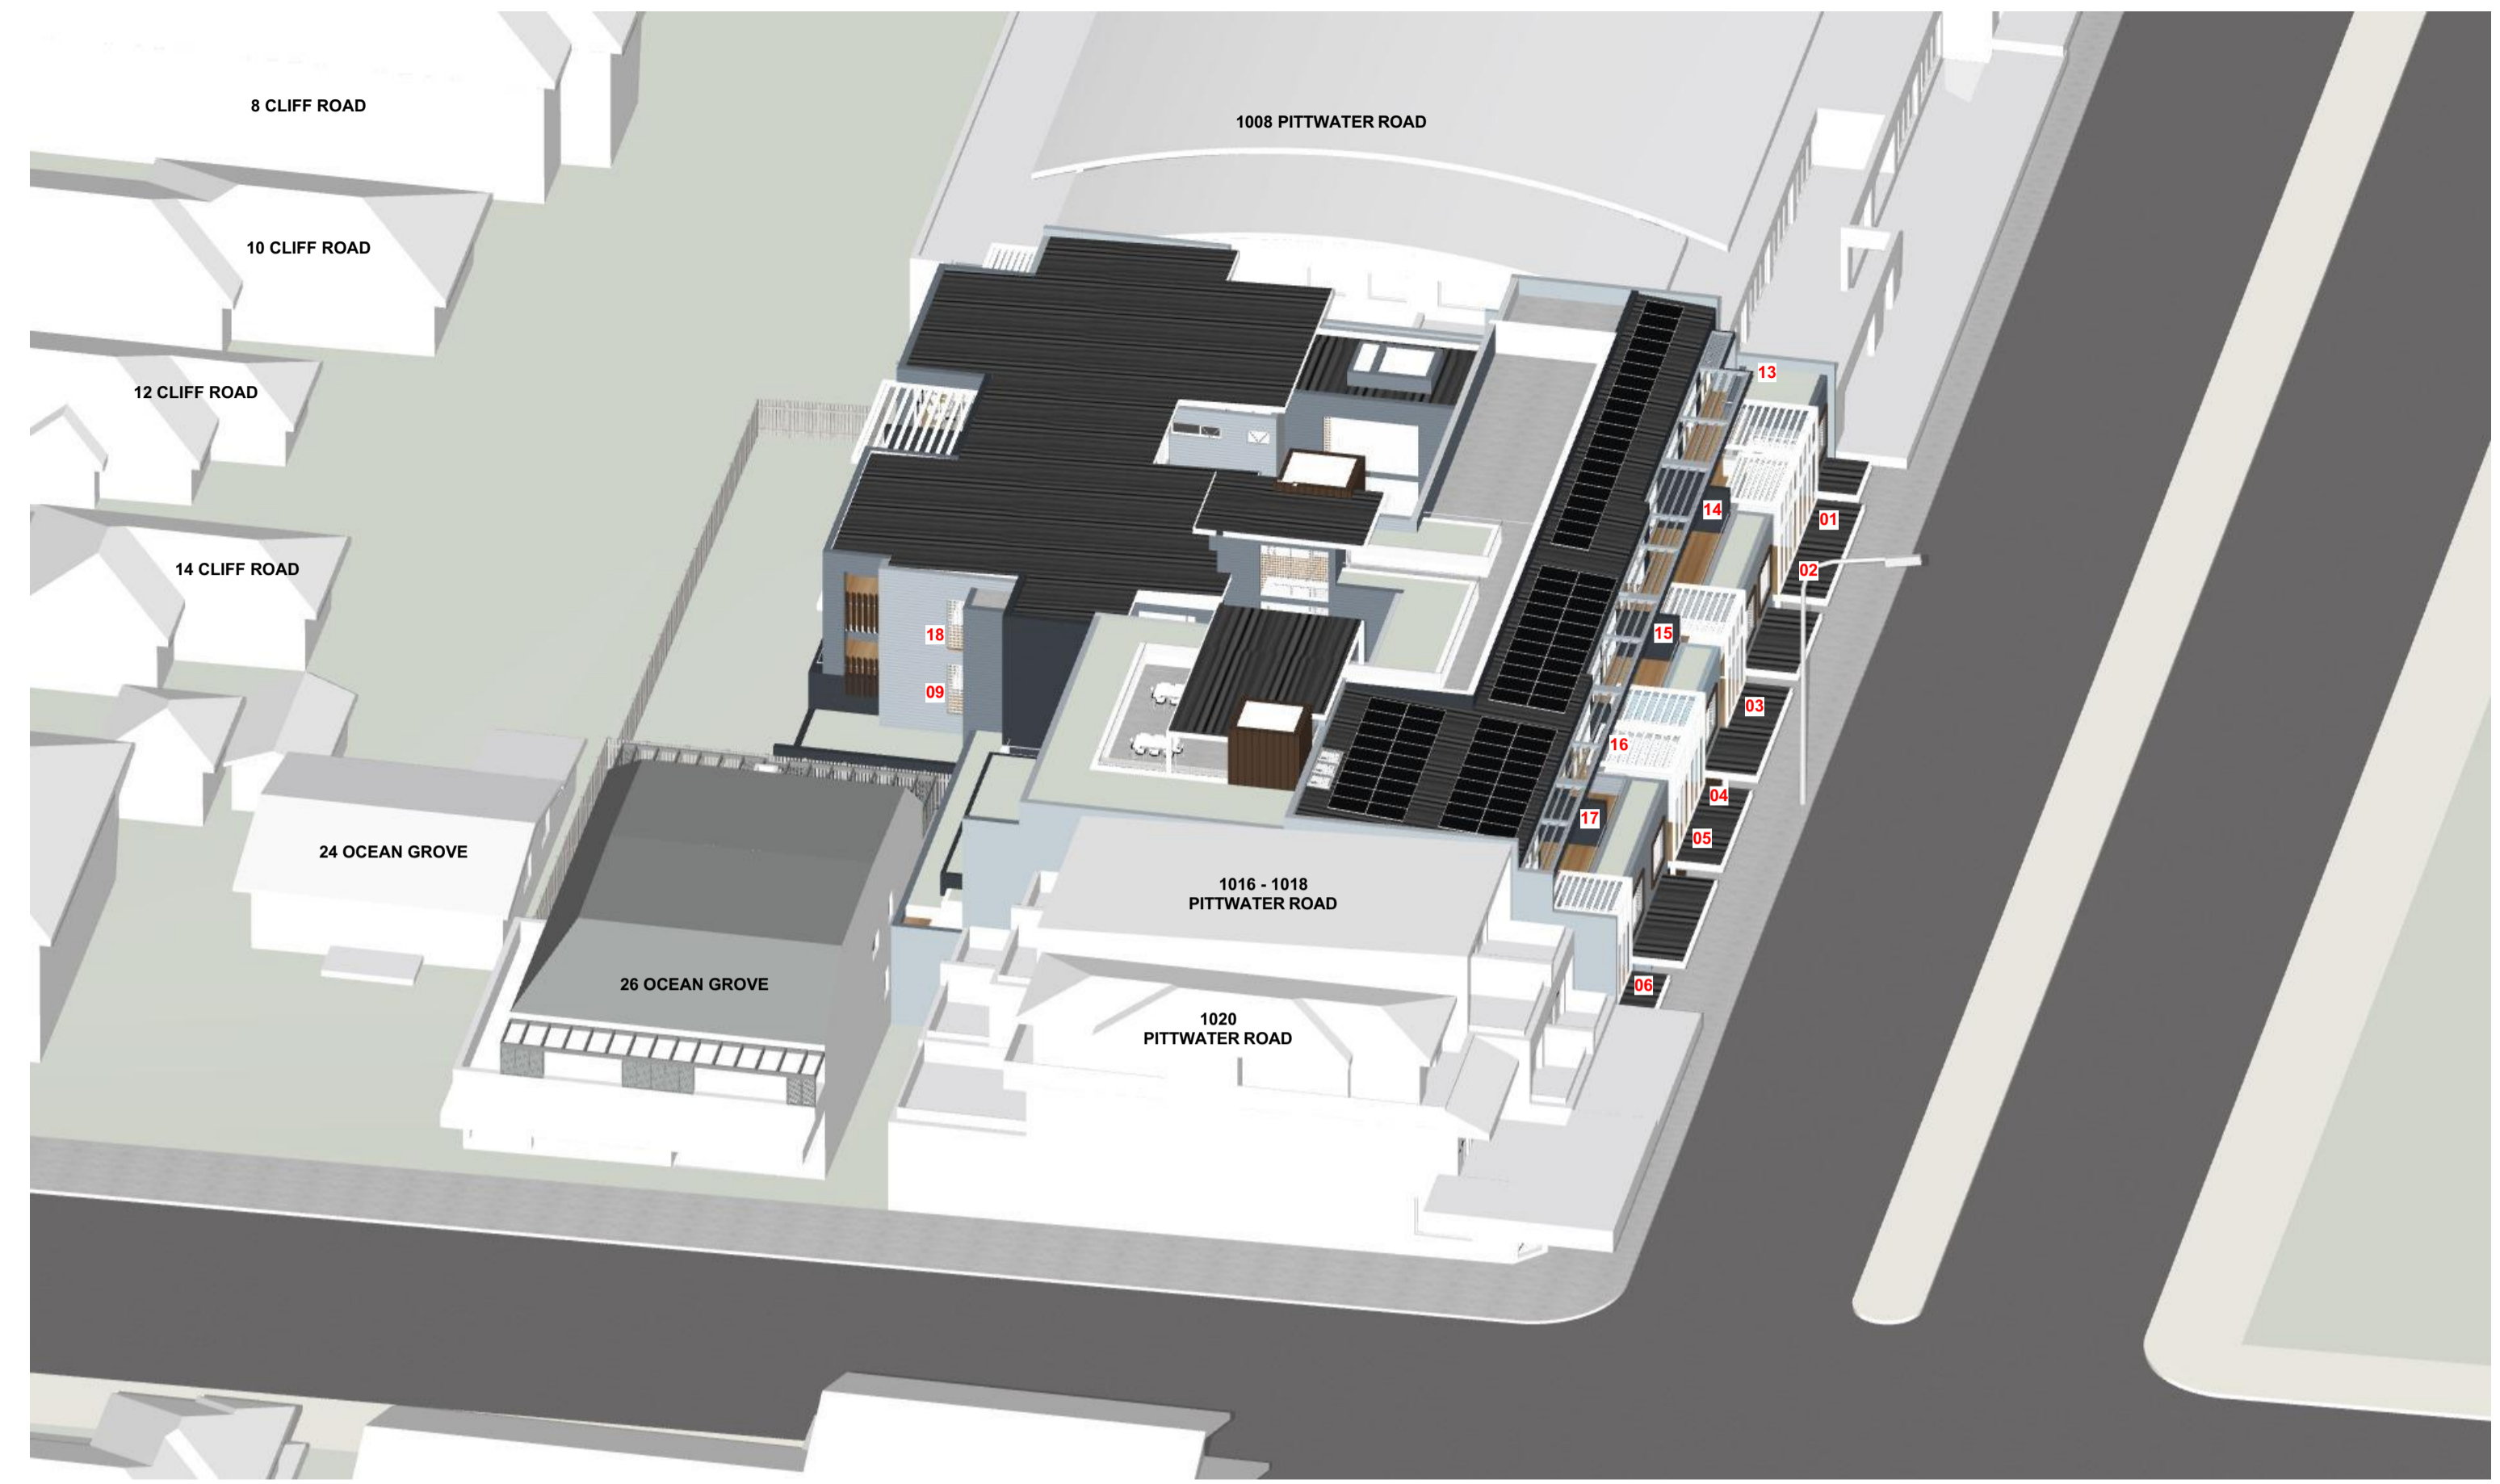 8 CLIFF ROAD
1008 PITTWATER ROAD
10 CLIFF ROAD
13
12 CLIFF ROAD
14
01
14 CLIFF ROAD
02
18
15
09
03
16
04
17
05
24 OCEAN GROVE
1016 - 1018
PITTWATER ROAD
26 OCEAN GROVE
06
1020
PITTWATER ROAD